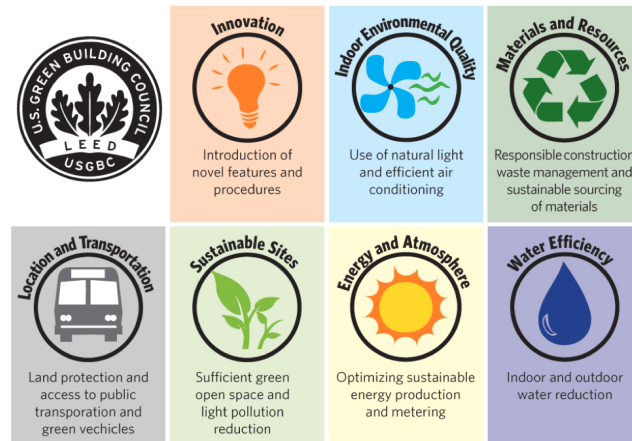 U.S. GREEN BUILDING COUNCIL
LEED
USGBC
Innovation
Introduction of
novel features and
procedures
Indoor Environmental Quality
Use of natural light
and efficient air
conditioning
Materials and Resources
Responsible construction
waste management and
sustainable sourcing
of materials
Location and Transportation
Land protection and
access to public
transporation and
green vechicles
Sustainable Sites
Sufficient green
open space and
light pollution
reduction
Energy and Atmosphere
Optimizing sustainable
energy production
and metering
Water Efficiency
Indoor and outdoor
water reduction